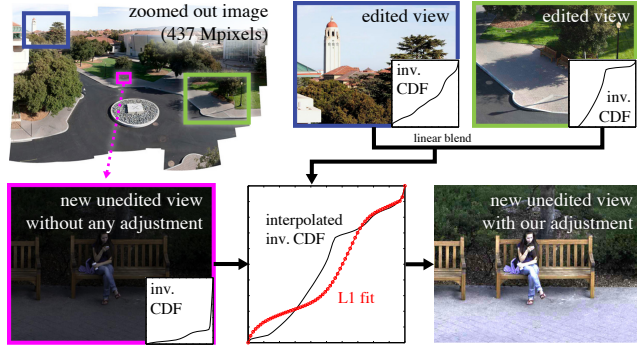 zoomed out image
(437 Mpixels)
edited view
inv.
CDF
edited view
inv.
CDF
linear blend
new unedited view
without any adjustment
inv.
CDF
interpolated
inv. CDF
L1 fit
new unedited view
with our adjustment